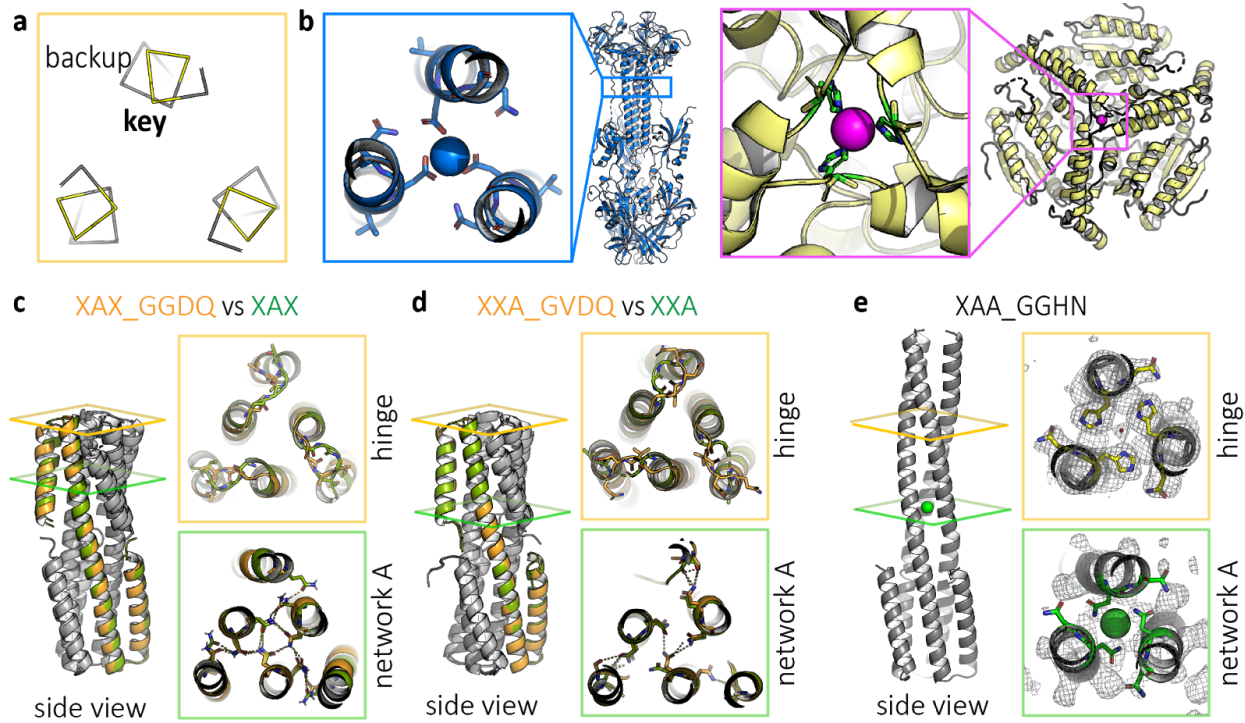 a
backup
key
b
c
XAX_GGDQ vs XAX
hinge
network A
side view
d
XXA_GVDQ vs XXA
hinge
network A
side view
e
XAA_GGHN
hinge
network A
side view